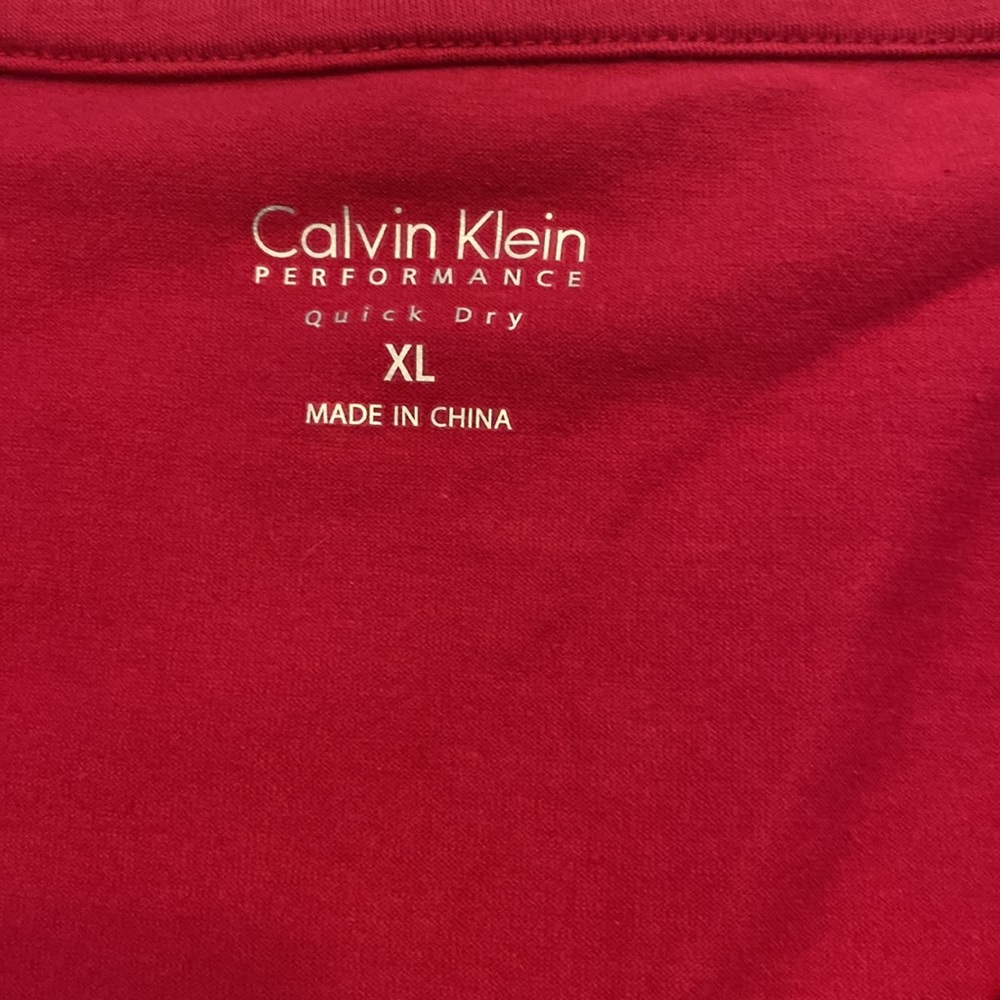 Calvin Klein
PERFORMANCE
Quick Dry
XL
MADE IN CHINA